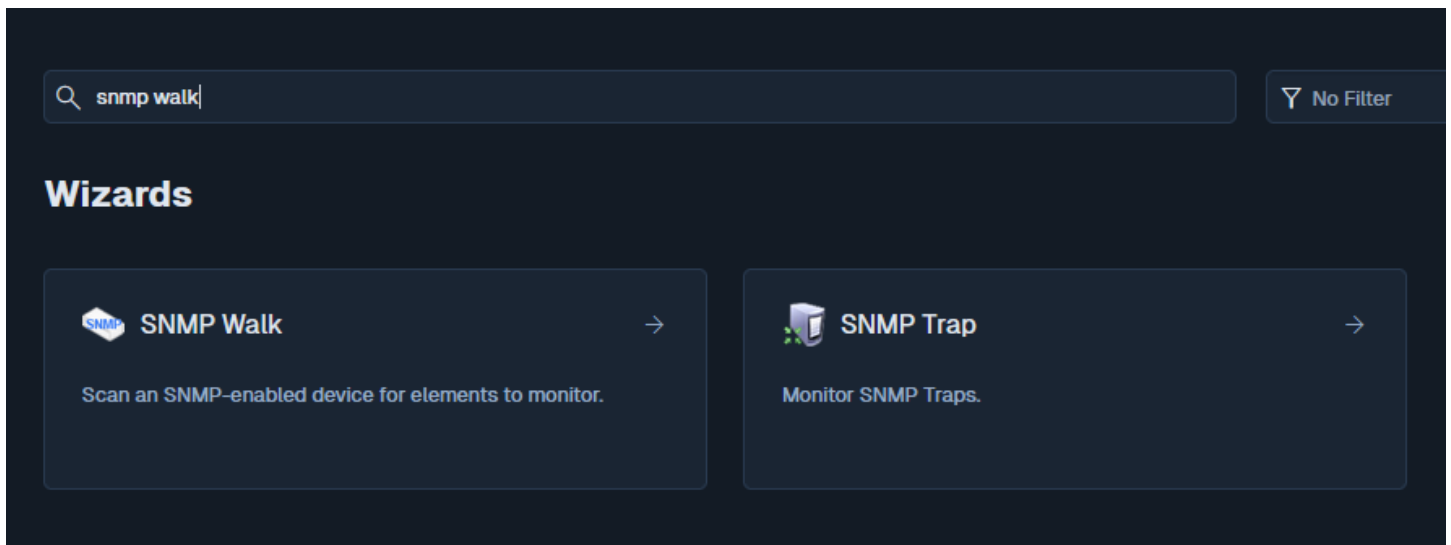 snmp walk
No Filter
Wizards
SNMP
SNMP Walk
SNMP Trap
Scan an SNMP-enabled device for elements to monitor.
Monitor SNMP Traps.